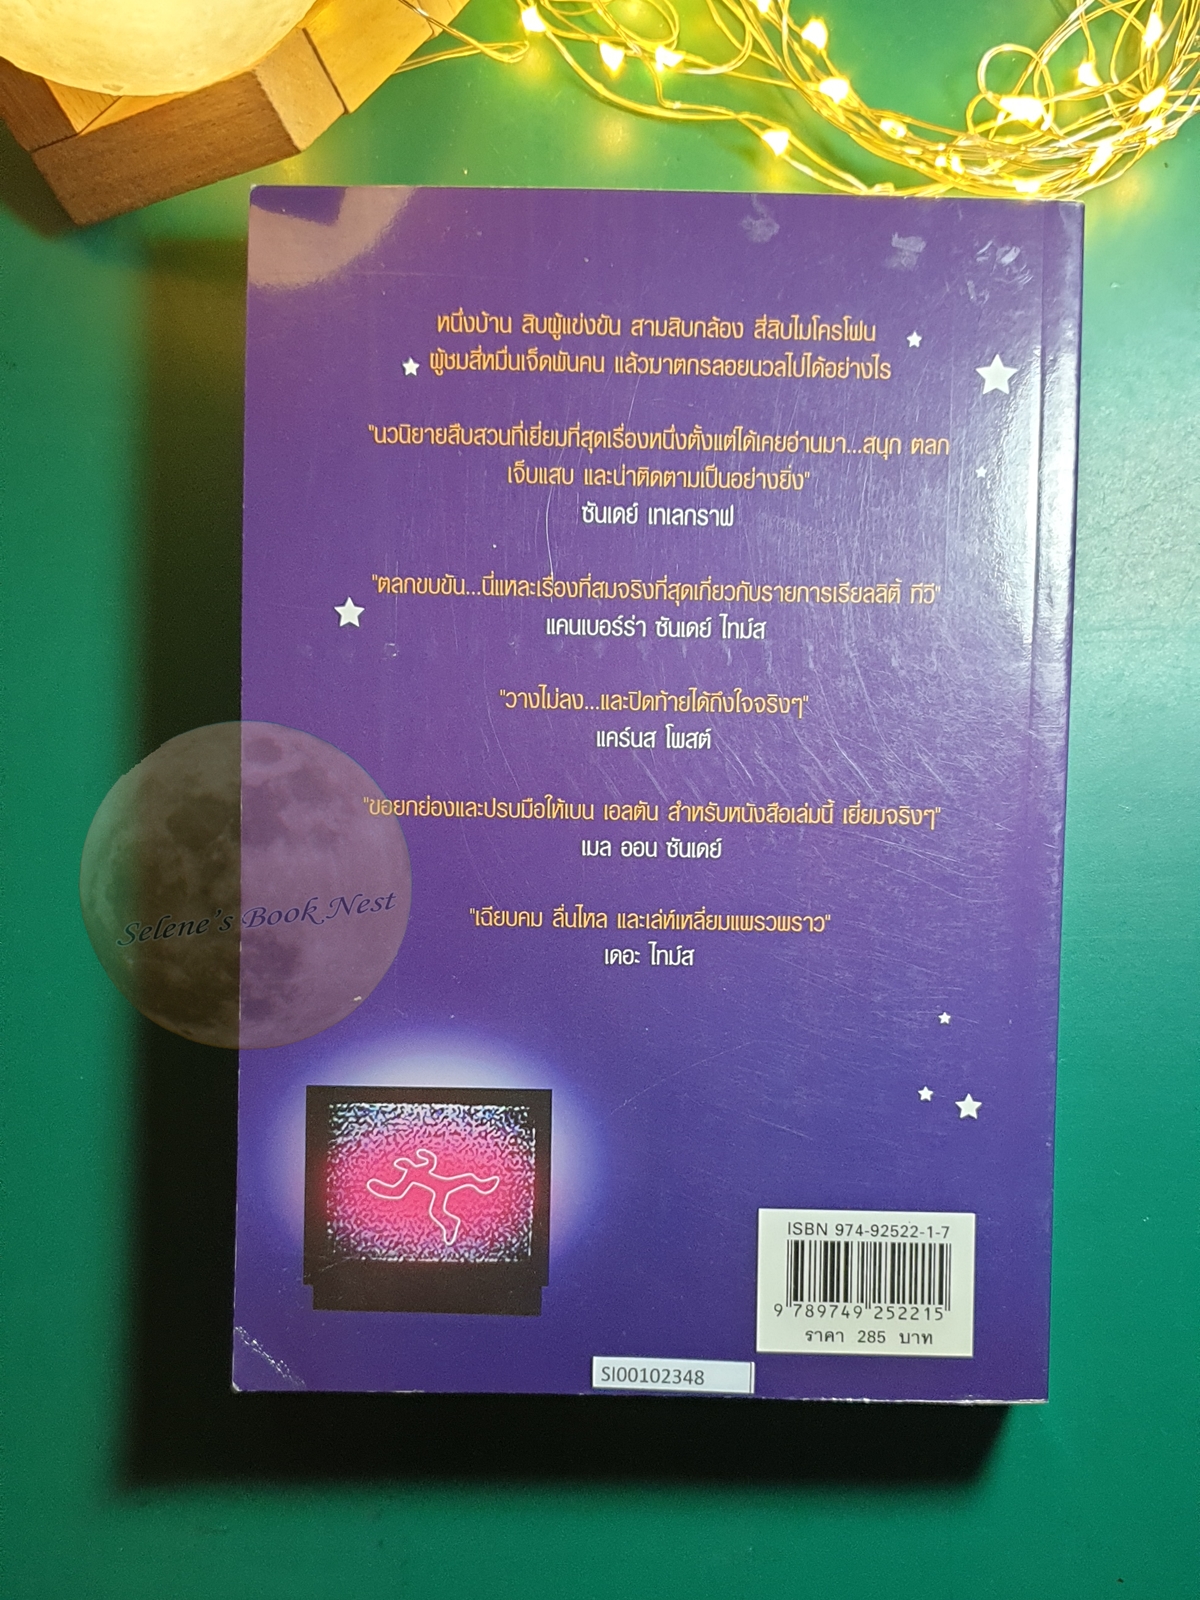 หนึ่งบ้าน สิบผู้แข่งขัน สามสิบกล้อง สี่สิบไมโครโฟน
ผู้ชมสี่หมื่นเจ็ดพันคน แล้วฆาตกรลอยนวลไปได้อย่างไร
"นวนิยายสืบสวนที่เยี่ยมที่สุดเรื่องหนึ่งตั้งแต่ได้เคยอ่านมา...สนุก ตลก
เจ็บแสบ และน่าติดตามเป็นอย่างยิ่ง"
ซันเดย์ เทเลกราฟ
"ตลกขบขัน...นี่แหละเรื่องที่สมจริงที่สุดเกี่ยวกับรายการเรียลลิตี้ ทีวี"
แคนเบอร์ร่า ซันเดย์ ไทม์ส
"วางไม่ลง...และปิดท้ายได้ถึงใจจริงๆ"
แคร์นส โพสต์
"ขอยกย่องและปรบมือให้เบน เอลตัน สำหรับหนังสือเล่มนี้ เยี่ยมจริงๆ"
เมล ออน ซันเดย์
Selene's Book Nest
"เฉียบคม ลื่นไหล และเล่ห์เหลี่ยมแพรวพราว"
เดอะ ไทม์ส
ISBN 974-92522-1-7
9 789749 252215
ราคา 285 บาท
SI00102348